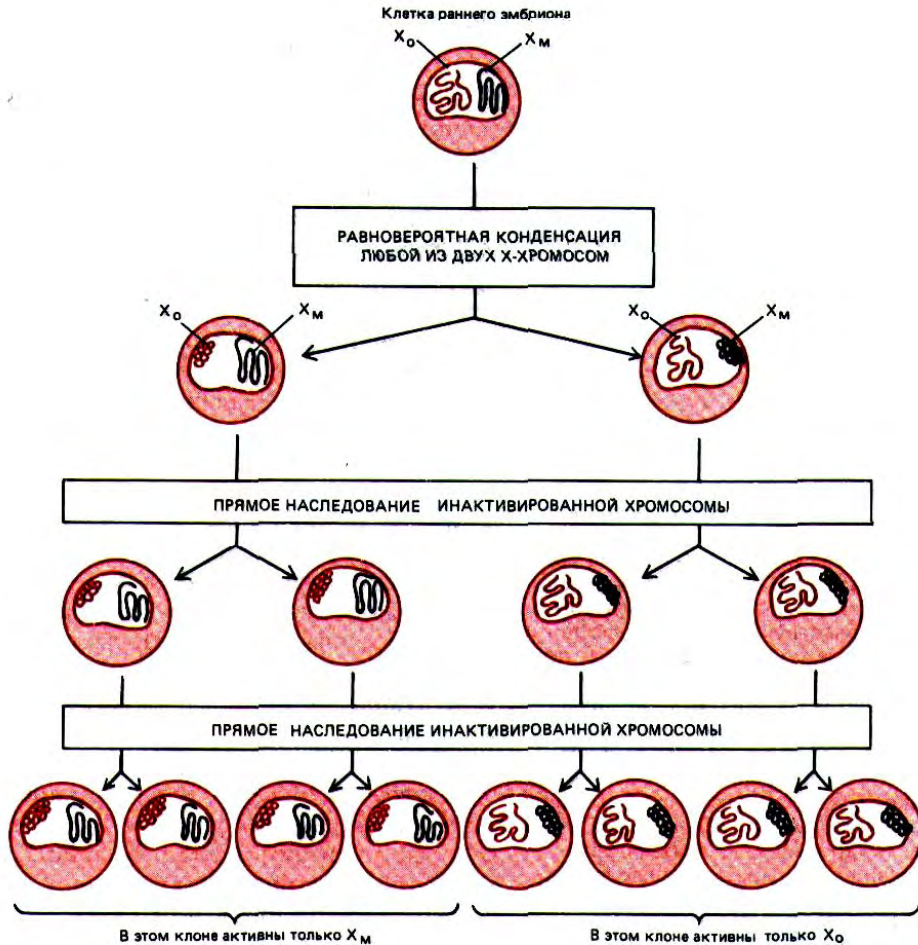 Клетка раннего эмбриона
Xо Xм
РАВНОВЕРОЯТНАЯ КОНДЕНСАЦИЯ
ЛЮБОЙ ИЗ ДВУХ X-ХРОМОСОМ
Xо Xм Xо Xм
ПРЯМОЕ НАСЛЕДОВАНИЕ ИНАКТИВИРОВАННОЙ ХРОМОСОМЫ
ПРЯМОЕ НАСЛЕДОВАНИЕ ИНАКТИВИРОВАННОЙ ХРОМОСОМЫ
В этом клоне активны только Xм В этом клоне активны только Xо